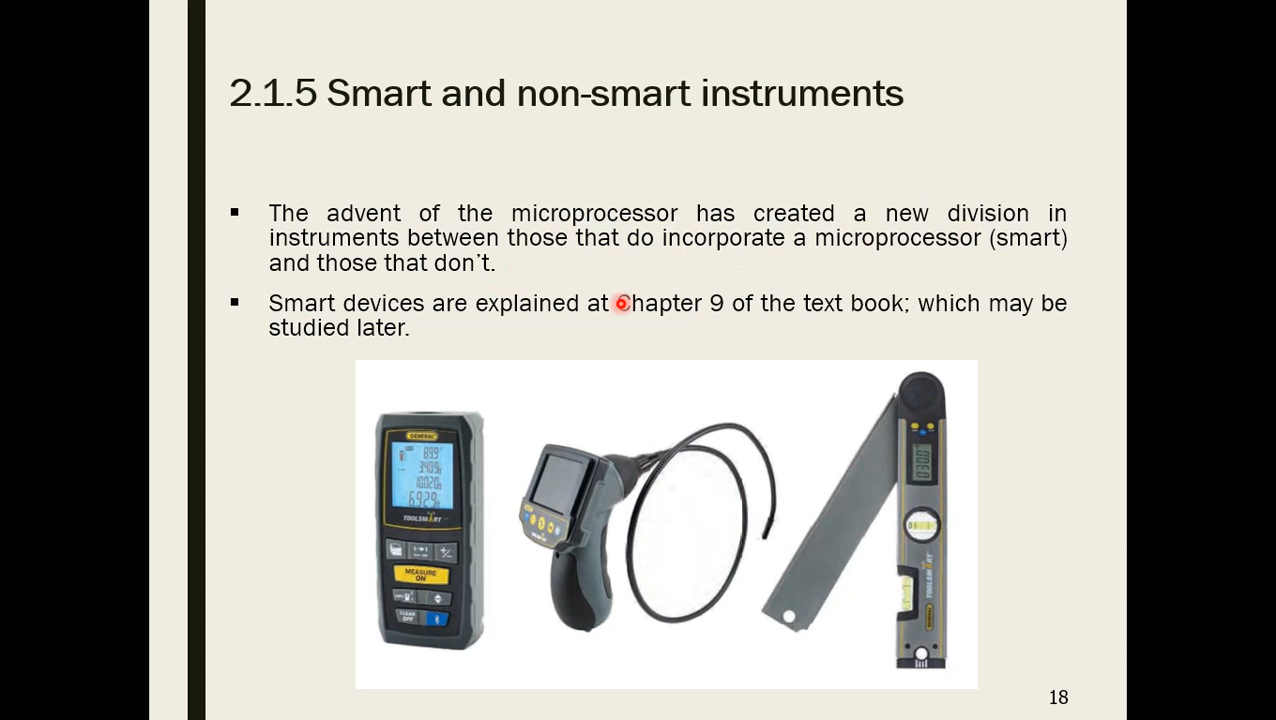 2.1.5 Smart and non-smart instruments
▪ The advent of the microprocessor has created a new division in
instruments between those that do incorporate a microprocessor (smart)
and those that don't.
▪ Smart devices are explained at Chapter 9 of the text book; which may be
studied later.
GENERAL
TOOLSMART
MEASURE
ON
CLEAR
OFF
TOOLSMART
GENERAL
18